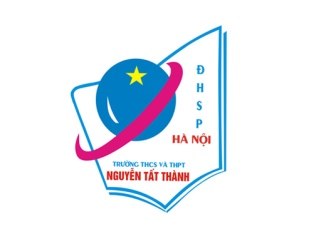 Đ
H
S
P
HÀ NỘI
TRƯỜNG THCS VÀ THPT
NGUYỄN TẤT THÀNH